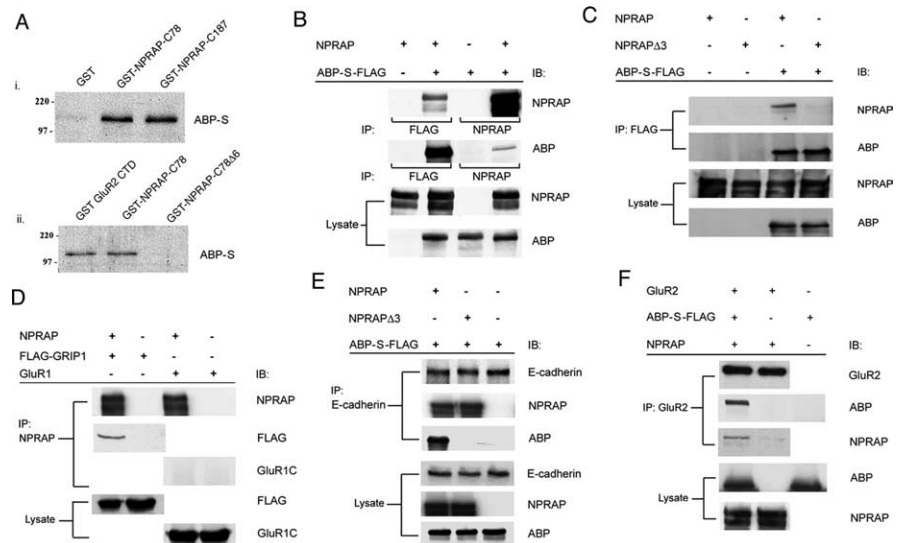 A
i.
GST
GST-NPRAP-C78
GST-NPRAP-C187
220 -
97 -
ABP-S
ii.
GST GluR2 CTD
GST-NPRAP-C78
GST-NPRAP-C78Δ6
220 -
97 -
ABP-S
B
NPRAP + + - +
ABP-S-FLAG - + + + IB:
NPRAP
IP: FLAG NPRAP
ABP
IP: FLAG NPRAP
NPRAP
Lysate
ABP
C
NPRAP + - + -
NPRAPΔ3 - + - +
ABP-S-FLAG - - + + IB:
NPRAP
IP: FLAG
ABP
NPRAP
Lysate
ABP
D
NPRAP + - + -
FLAG-GRIP1 + + - -
GluR1 - - + + IB:
NPRAP
IP:
NPRAP
FLAG
GluR1C
FLAG
Lysate
GluR1C
E
NPRAP + - -
NPRAPΔ3 - + -
ABP-S-FLAG + + + IB:
E-cadherin
IP:
E-cadherin
NPRAP
ABP
E-cadherin
Lysate
NPRAP
ABP
F
GluR2 + + -
ABP-S-FLAG + - +
NPRAP + + - IB:
GluR2
IP: GluR2
ABP
NPRAP
ABP
Lysate
NPRAP